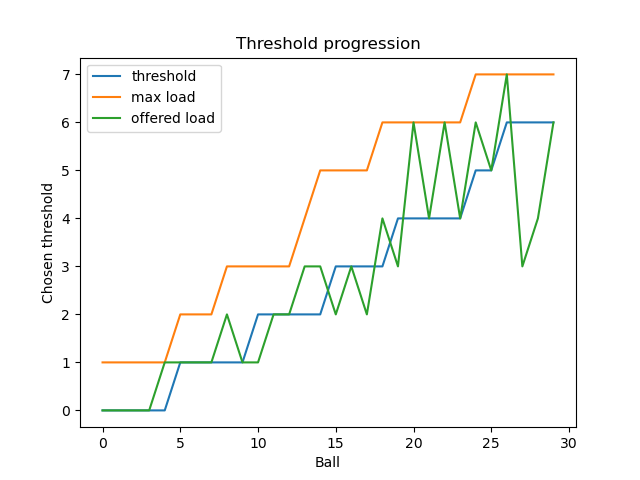 Threshold progression
threshold
max load
offered load
7
6
5
4
3
2
1
0
Chosen threshold
0 5 10 15 20 25 30
Ball